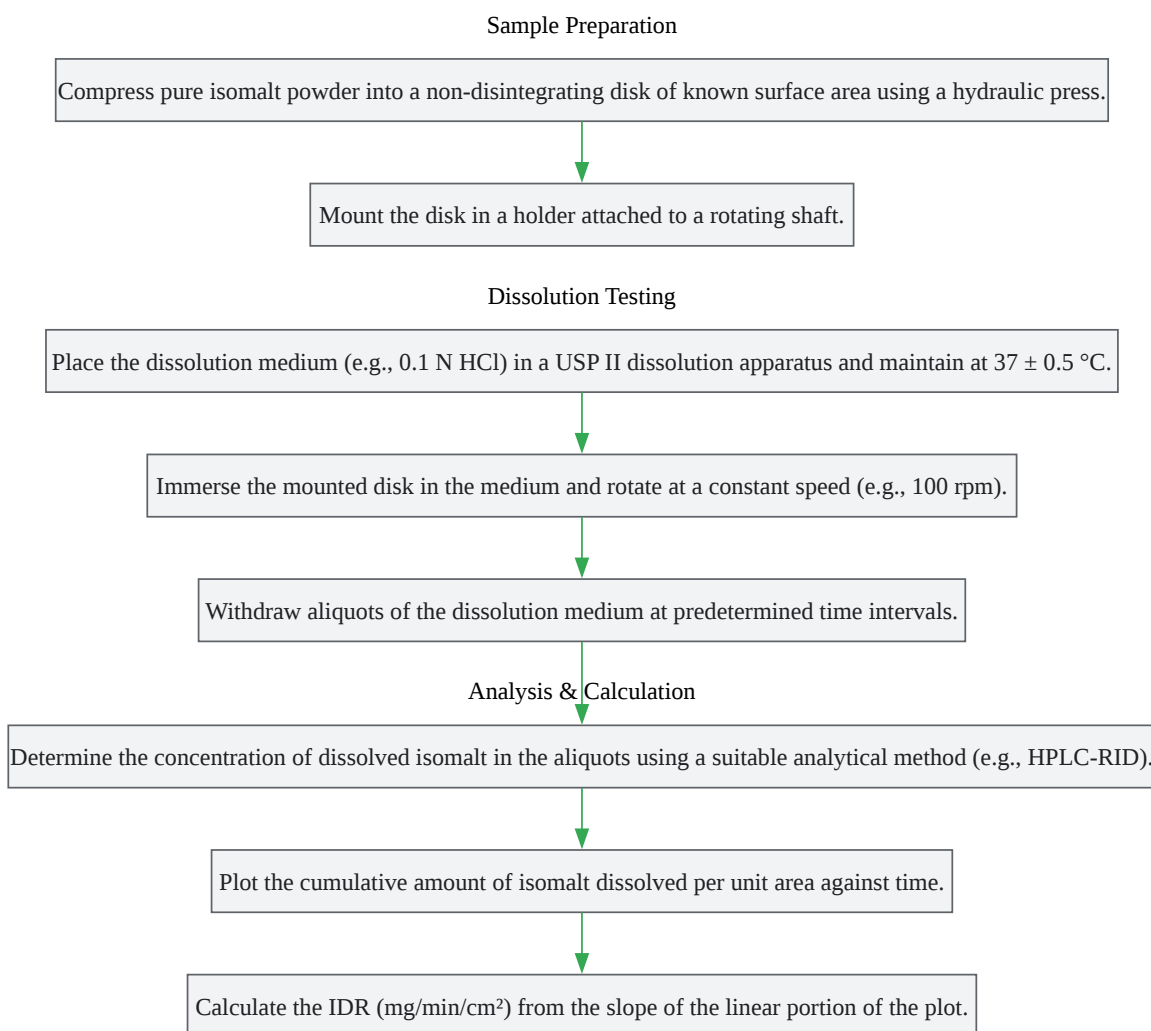 Sample Preparation
Compress pure isomalt powder into a non-disintegrating disk of known surface area using a hydraulic press.
Mount the disk in a holder attached to a rotating shaft.
Dissolution Testing
Place the dissolution medium (e.g., 0.1 N HCl) in a USP II dissolution apparatus and maintain at 37 ± 0.5 °C.
Immerse the mounted disk in the medium and rotate at a constant speed (e.g., 100 rpm).
Withdraw aliquots of the dissolution medium at predetermined time intervals.
Analysis & Calculation
Determine the concentration of dissolved isomalt in the aliquots using a suitable analytical method (e.g., HPLC-RID).
Plot the cumulative amount of isomalt dissolved per unit area against time.
Calculate the IDR (mg/min/cm²) from the slope of the linear portion of the plot.